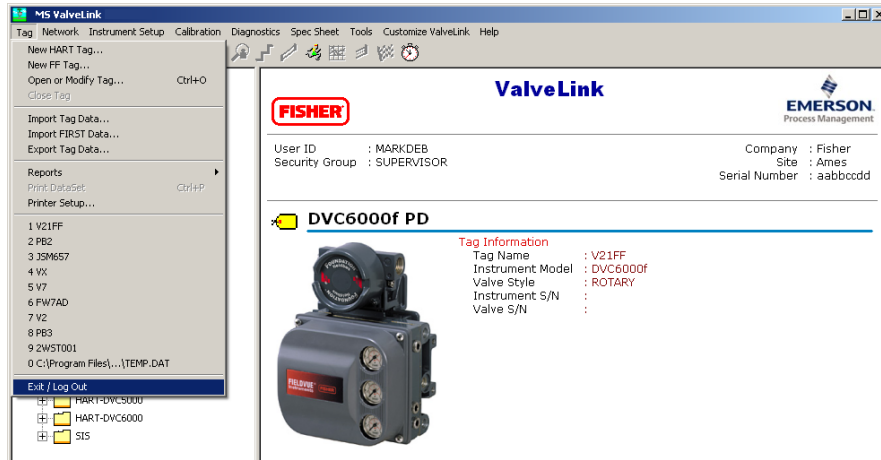 MS ValveLink
Tag Network Instrument Setup Calibration Diagnostics Spec Sheet Tools Customize ValveLink Help
New HART Tag...
New FF Tag...
Open or Modify Tag... Ctrl+O
Close Tag
Import Tag Data...
Import FIRST Data...
Export Tag Data...
Reports
Print DataSet Ctrl+P
Printer Setup...
1 V21FF
2 PB2
3 JSM657
4 VX
5 V7
6 FW7AD
7 V2
8 PB3
9 2WST001
0 C:\Program Files\...\TEMP.DAT
Exit / Log Out
HART-DVC5000
HART-DVC6000
SIS
ValveLink
FISHER
EMERSON.
Process Management
User ID : MARKDEB
Security Group : SUPERVISOR
Company : Fisher
Site : Ames
Serial Number : aabbccdd
DVC6000f PD
Tag Information
Tag Name : V21FF
Instrument Model : DVC6000f
Valve Style : ROTARY
Instrument S/N :
Valve S/N :
FIELDVUE